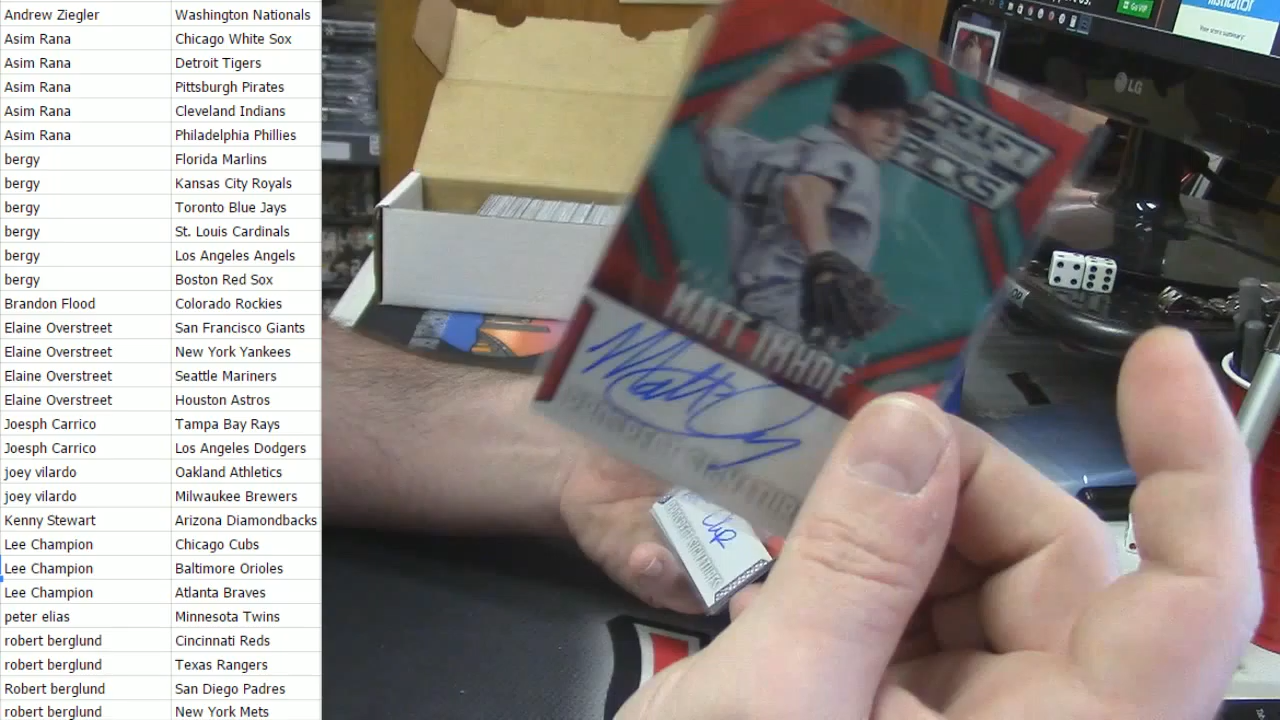 Andrew Ziegler Washington Nationals
Asim Rana Chicago White Sox
Asim Rana Detroit Tigers
Asim Rana Pittsburgh Pirates
Asim Rana Cleveland Indians
Asim Rana Philadelphia Phillies
bergy Florida Marlins
bergy Kansas City Royals
bergy Toronto Blue Jays
bergy St. Louis Cardinals
bergy Los Angeles Angels
bergy Boston Red Sox
Brandon Flood Colorado Rockies
Elaine Overstreet San Francisco Giants
Elaine Overstreet New York Yankees
Elaine Overstreet Seattle Mariners
Elaine Overstreet Houston Astros
Joesph Carrico Tampa Bay Rays
Joesph Carrico Los Angeles Dodgers
joey vilardo Oakland Athletics
joey vilardo Milwaukee Brewers
Kenny Stewart Arizona Diamondbacks
Lee Champion Chicago Cubs
Lee Champion Baltimore Orioles
Lee Champion Atlanta Braves
peter elias Minnesota Twins
robert berglund Cincinnati Reds
robert berglund Texas Rangers
Robert berglund San Diego Padres
robert berglund New York Mets
DRAFT
PICKS
MATT IMHOF
Matt
LG
Go VIP